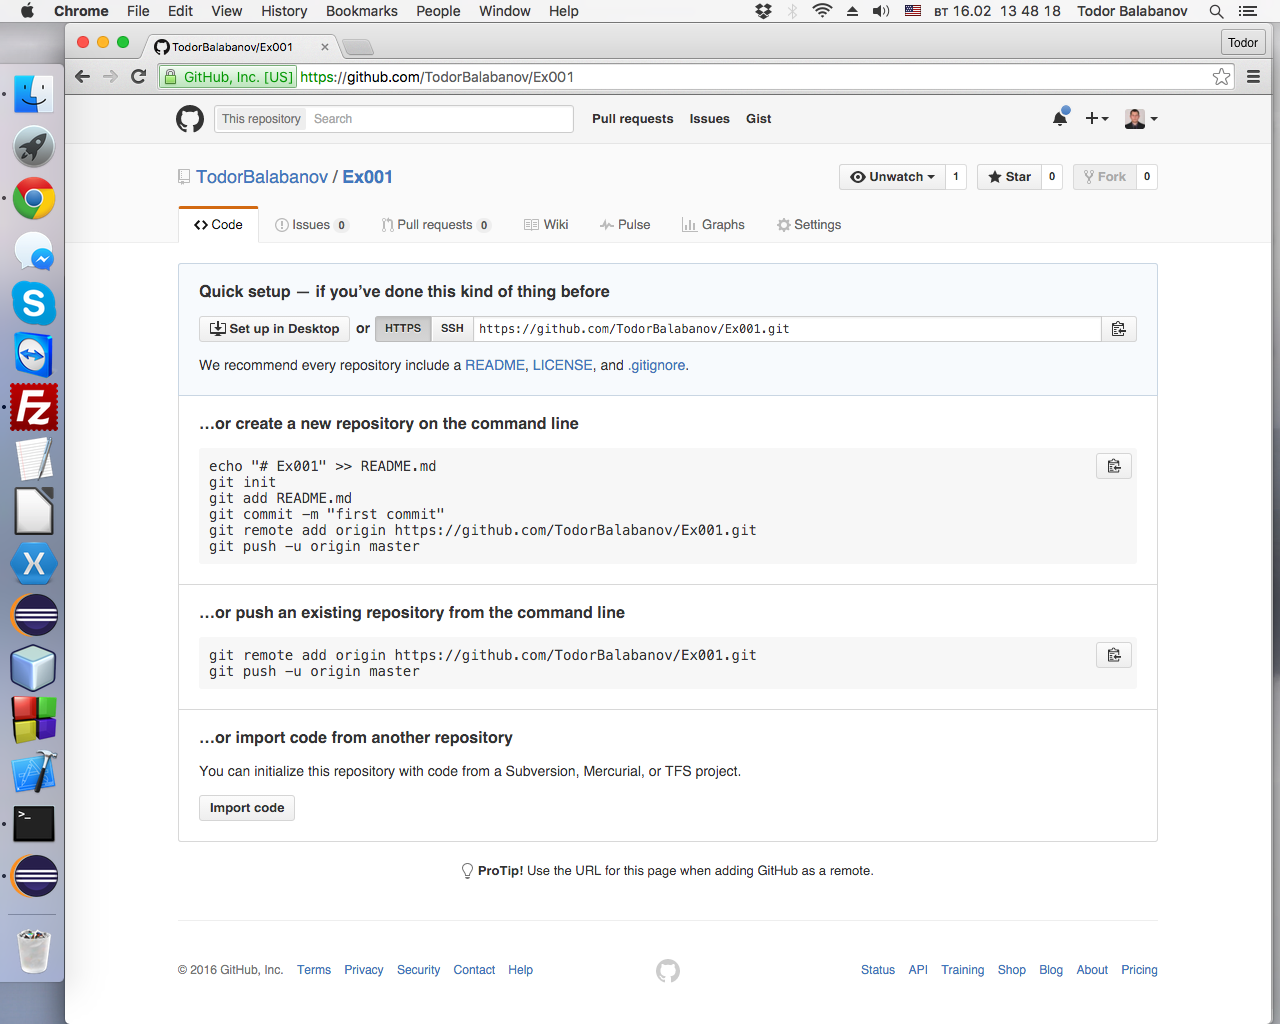 Chrome File Edit View History Bookmarks People Window Help вт 16.02 13 48 18 Todor Balabanov
TodorBalabanov/Ex001 × Todor
GitHub, Inc. [US] https://github.com/TodorBalabanov/Ex001
This repository Search Pull requests Issues Gist
TodorBalabanov / Ex001 Unwatch 1 Star 0 Fork 0
Code Issues 0 Pull requests 0 Wiki Pulse Graphs Settings
Quick setup — if you’ve done this kind of thing before
Set up in Desktop or HTTPS SSH https://github.com/TodorBalabanov/Ex001.git
We recommend every repository include a README, LICENSE, and .gitignore.
…or create a new repository on the command line
echo "# Ex001" >> README.md
git init
git add README.md
git commit -m "first commit"
git remote add origin https://github.com/TodorBalabanov/Ex001.git
git push -u origin master
…or push an existing repository from the command line
git remote add origin https://github.com/TodorBalabanov/Ex001.git
git push -u origin master
…or import code from another repository
You can initialize this repository with code from a Subversion, Mercurial, or TFS project.
Import code
ProTip! Use the URL for this page when adding GitHub as a remote.
© 2016 GitHub, Inc. Terms Privacy Security Contact Help Status API Training Shop Blog About Pricing